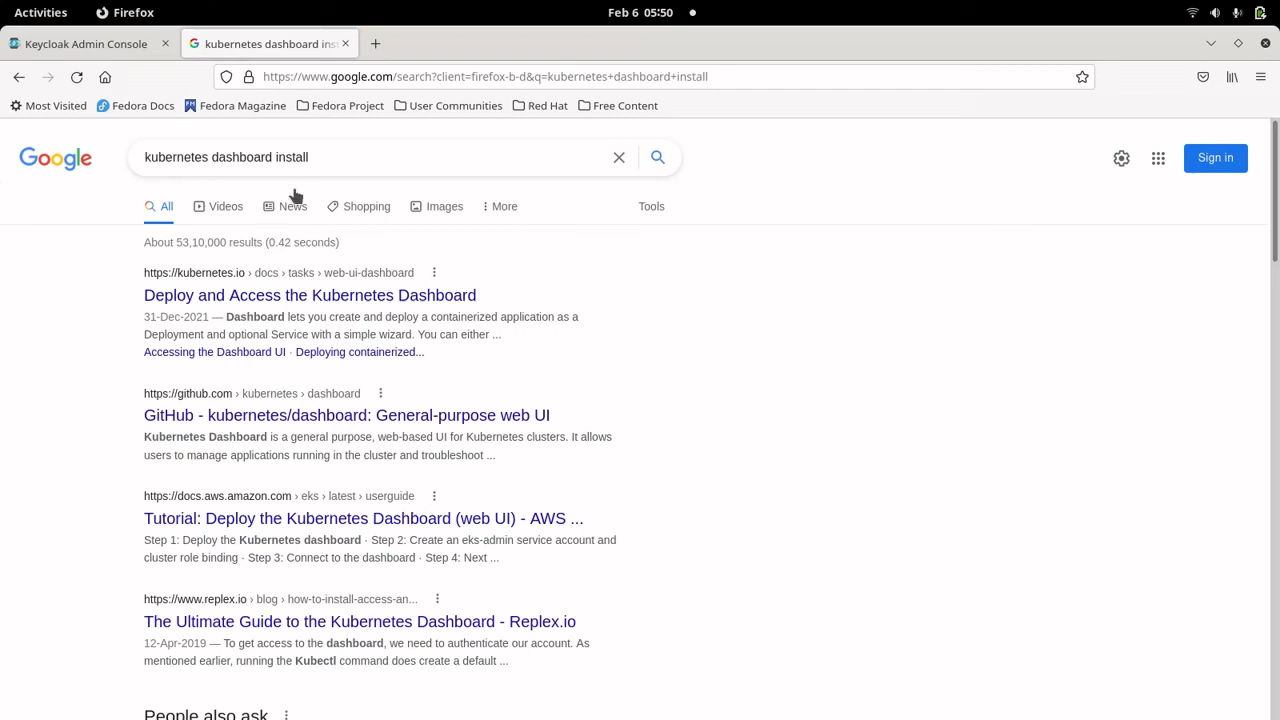 Activities Firefox Feb 6 05:50
Keycloak Admin Console kubernetes dashboard inst
https://www.google.com/search?client=firefox-b-d&q=kubernetes+dashboard+install
Most Visited Fedora Docs Fedora Magazine Fedora Project User Communities Red Hat Free Content
Google kubernetes dashboard install Sign in
All Videos News Shopping Images More Tools
About 53,10,000 results (0.42 seconds)
https://kubernetes.io › docs › tasks › web-ui-dashboard
Deploy and Access the Kubernetes Dashboard
31-Dec-2021 — Dashboard lets you create and deploy a containerized application as a
Deployment and optional Service with a simple wizard. You can either ...
Accessing the Dashboard UI · Deploying containerized...
https://github.com › kubernetes › dashboard
GitHub - kubernetes/dashboard: General-purpose web UI
Kubernetes Dashboard is a general purpose, web-based UI for Kubernetes clusters. It allows
users to manage applications running in the cluster and troubleshoot ...
https://docs.aws.amazon.com › eks › latest › userguide
Tutorial: Deploy the Kubernetes Dashboard (web UI) - AWS ...
Step 1: Deploy the Kubernetes dashboard · Step 2: Create an eks-admin service account and
cluster role binding · Step 3: Connect to the dashboard · Step 4: Next ...
https://www.replex.io › blog › how-to-install-access-an...
The Ultimate Guide to the Kubernetes Dashboard - Replex.io
12-Apr-2019 — To get access to the dashboard, we need to authenticate our account. As
mentioned earlier, running the Kubectl command does create a default ...
People also ask